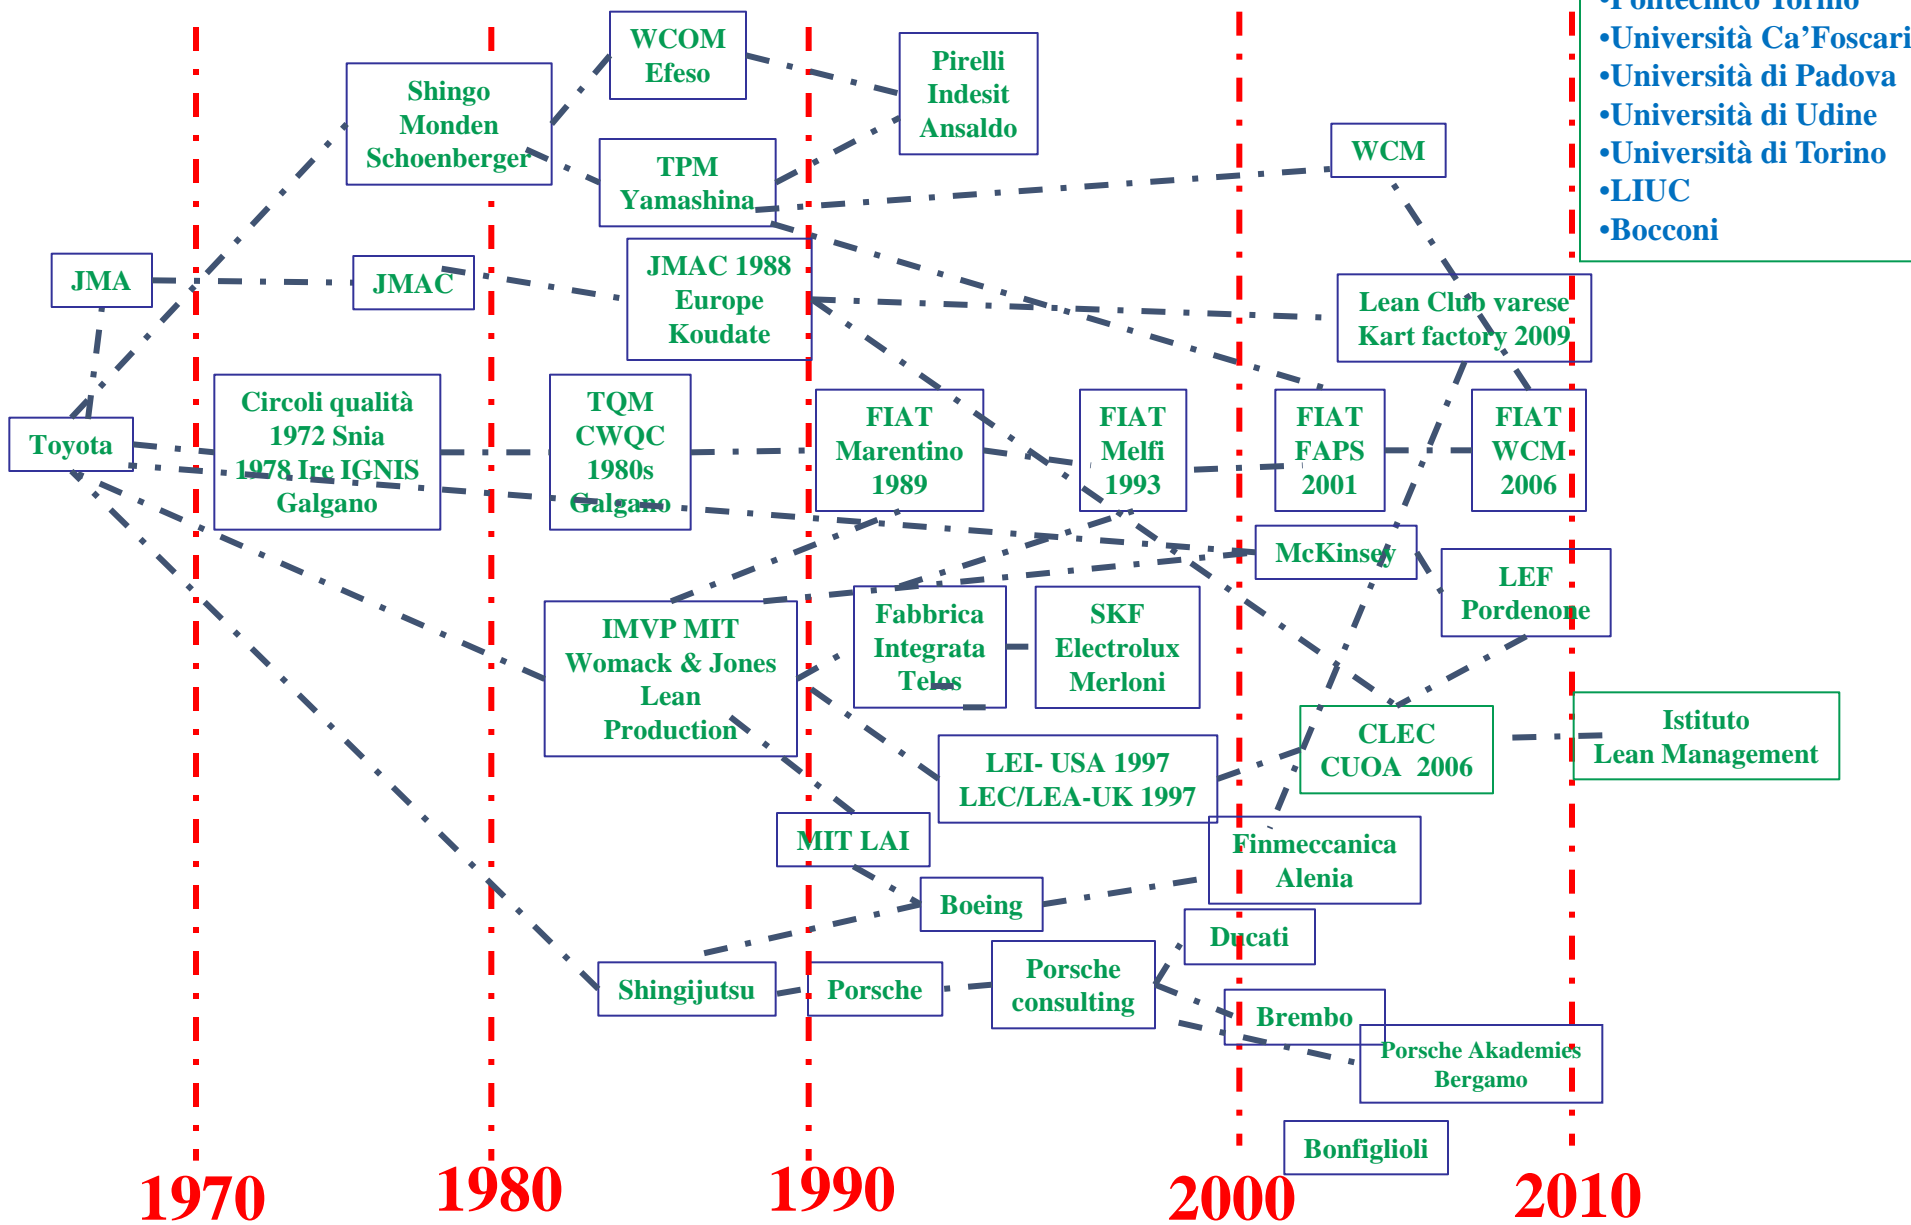 •Università Ca’Foscari
•Università di Padova
•Università di Udine
•Università di Torino
•LIUC
•Bocconi
WCOM
Efeso
Pirelli
Indesit
Ansaldo
Shingo
Monden
Schoenberger
TPM
Yamashina
WCM
JMA
JMAC
JMAC 1988
Europe
Koudate
Lean Club varese
Kart factory 2009
Toyota
Circoli qualità
1972 Snia
1978 Ire IGNIS
Galgano
TQM
CWQC
1980s
Galgano
FIAT
Marentino
1989
FIAT
Melfi
1993
FIAT
FAPS
2001
FIAT
WCM
2006
McKinsey
LEF
Pordenone
IMVP MIT
Womack & Jones
Lean
Production
Fabbrica
Integrata
Telos
SKF
Electrolux
Merloni
CLEC
CUOA 2006
Istituto
Lean Management
LEI- USA 1997
LEC/LEA-UK 1997
MIT LAI
Finmeccanica
Alenia
Boeing
Ducati
Shingijutsu
Porsche
Porsche
consulting
Brembo
Porsche Akademies
Bergamo
Bonfiglioli
1970
1980
1990
2000
2010